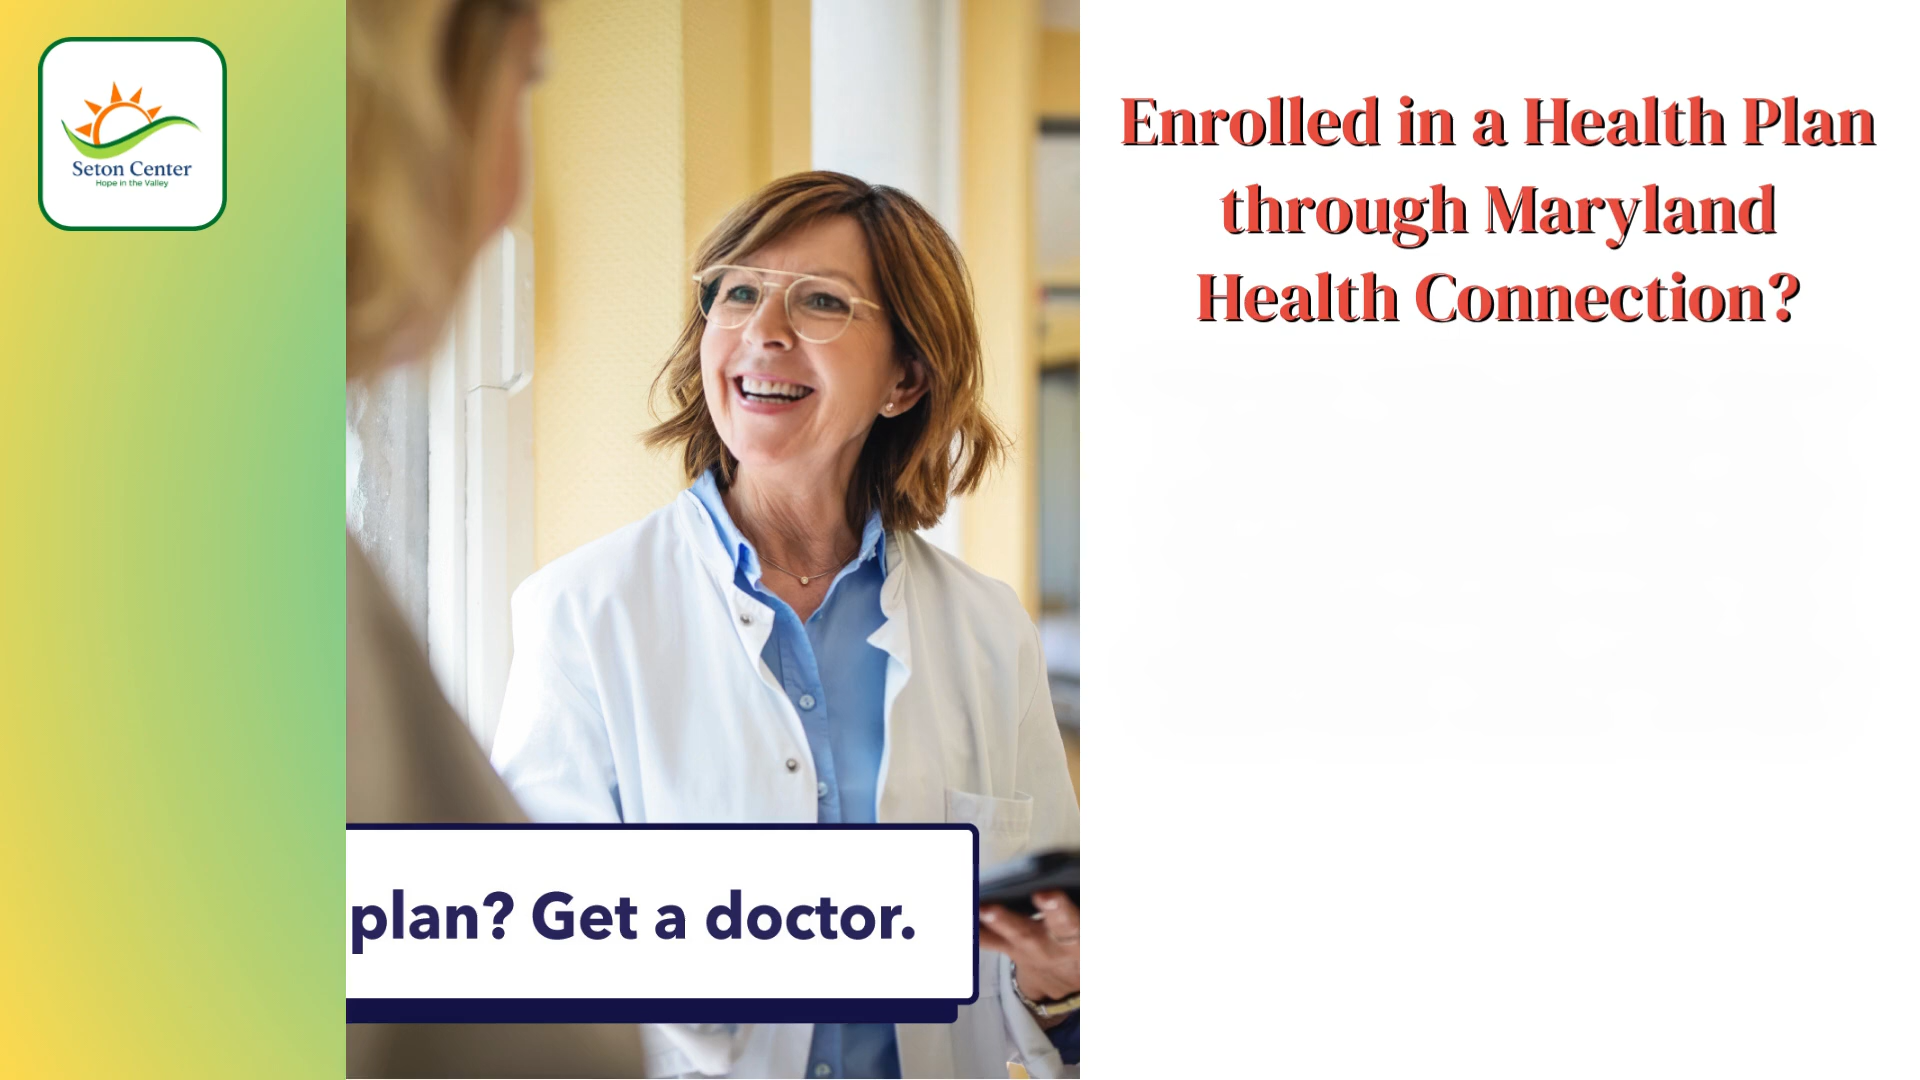 Seton Center
Hope in the Valley
Enrolled in a Health Plan
through Maryland
Health Connection?
plan? Get a doctor.